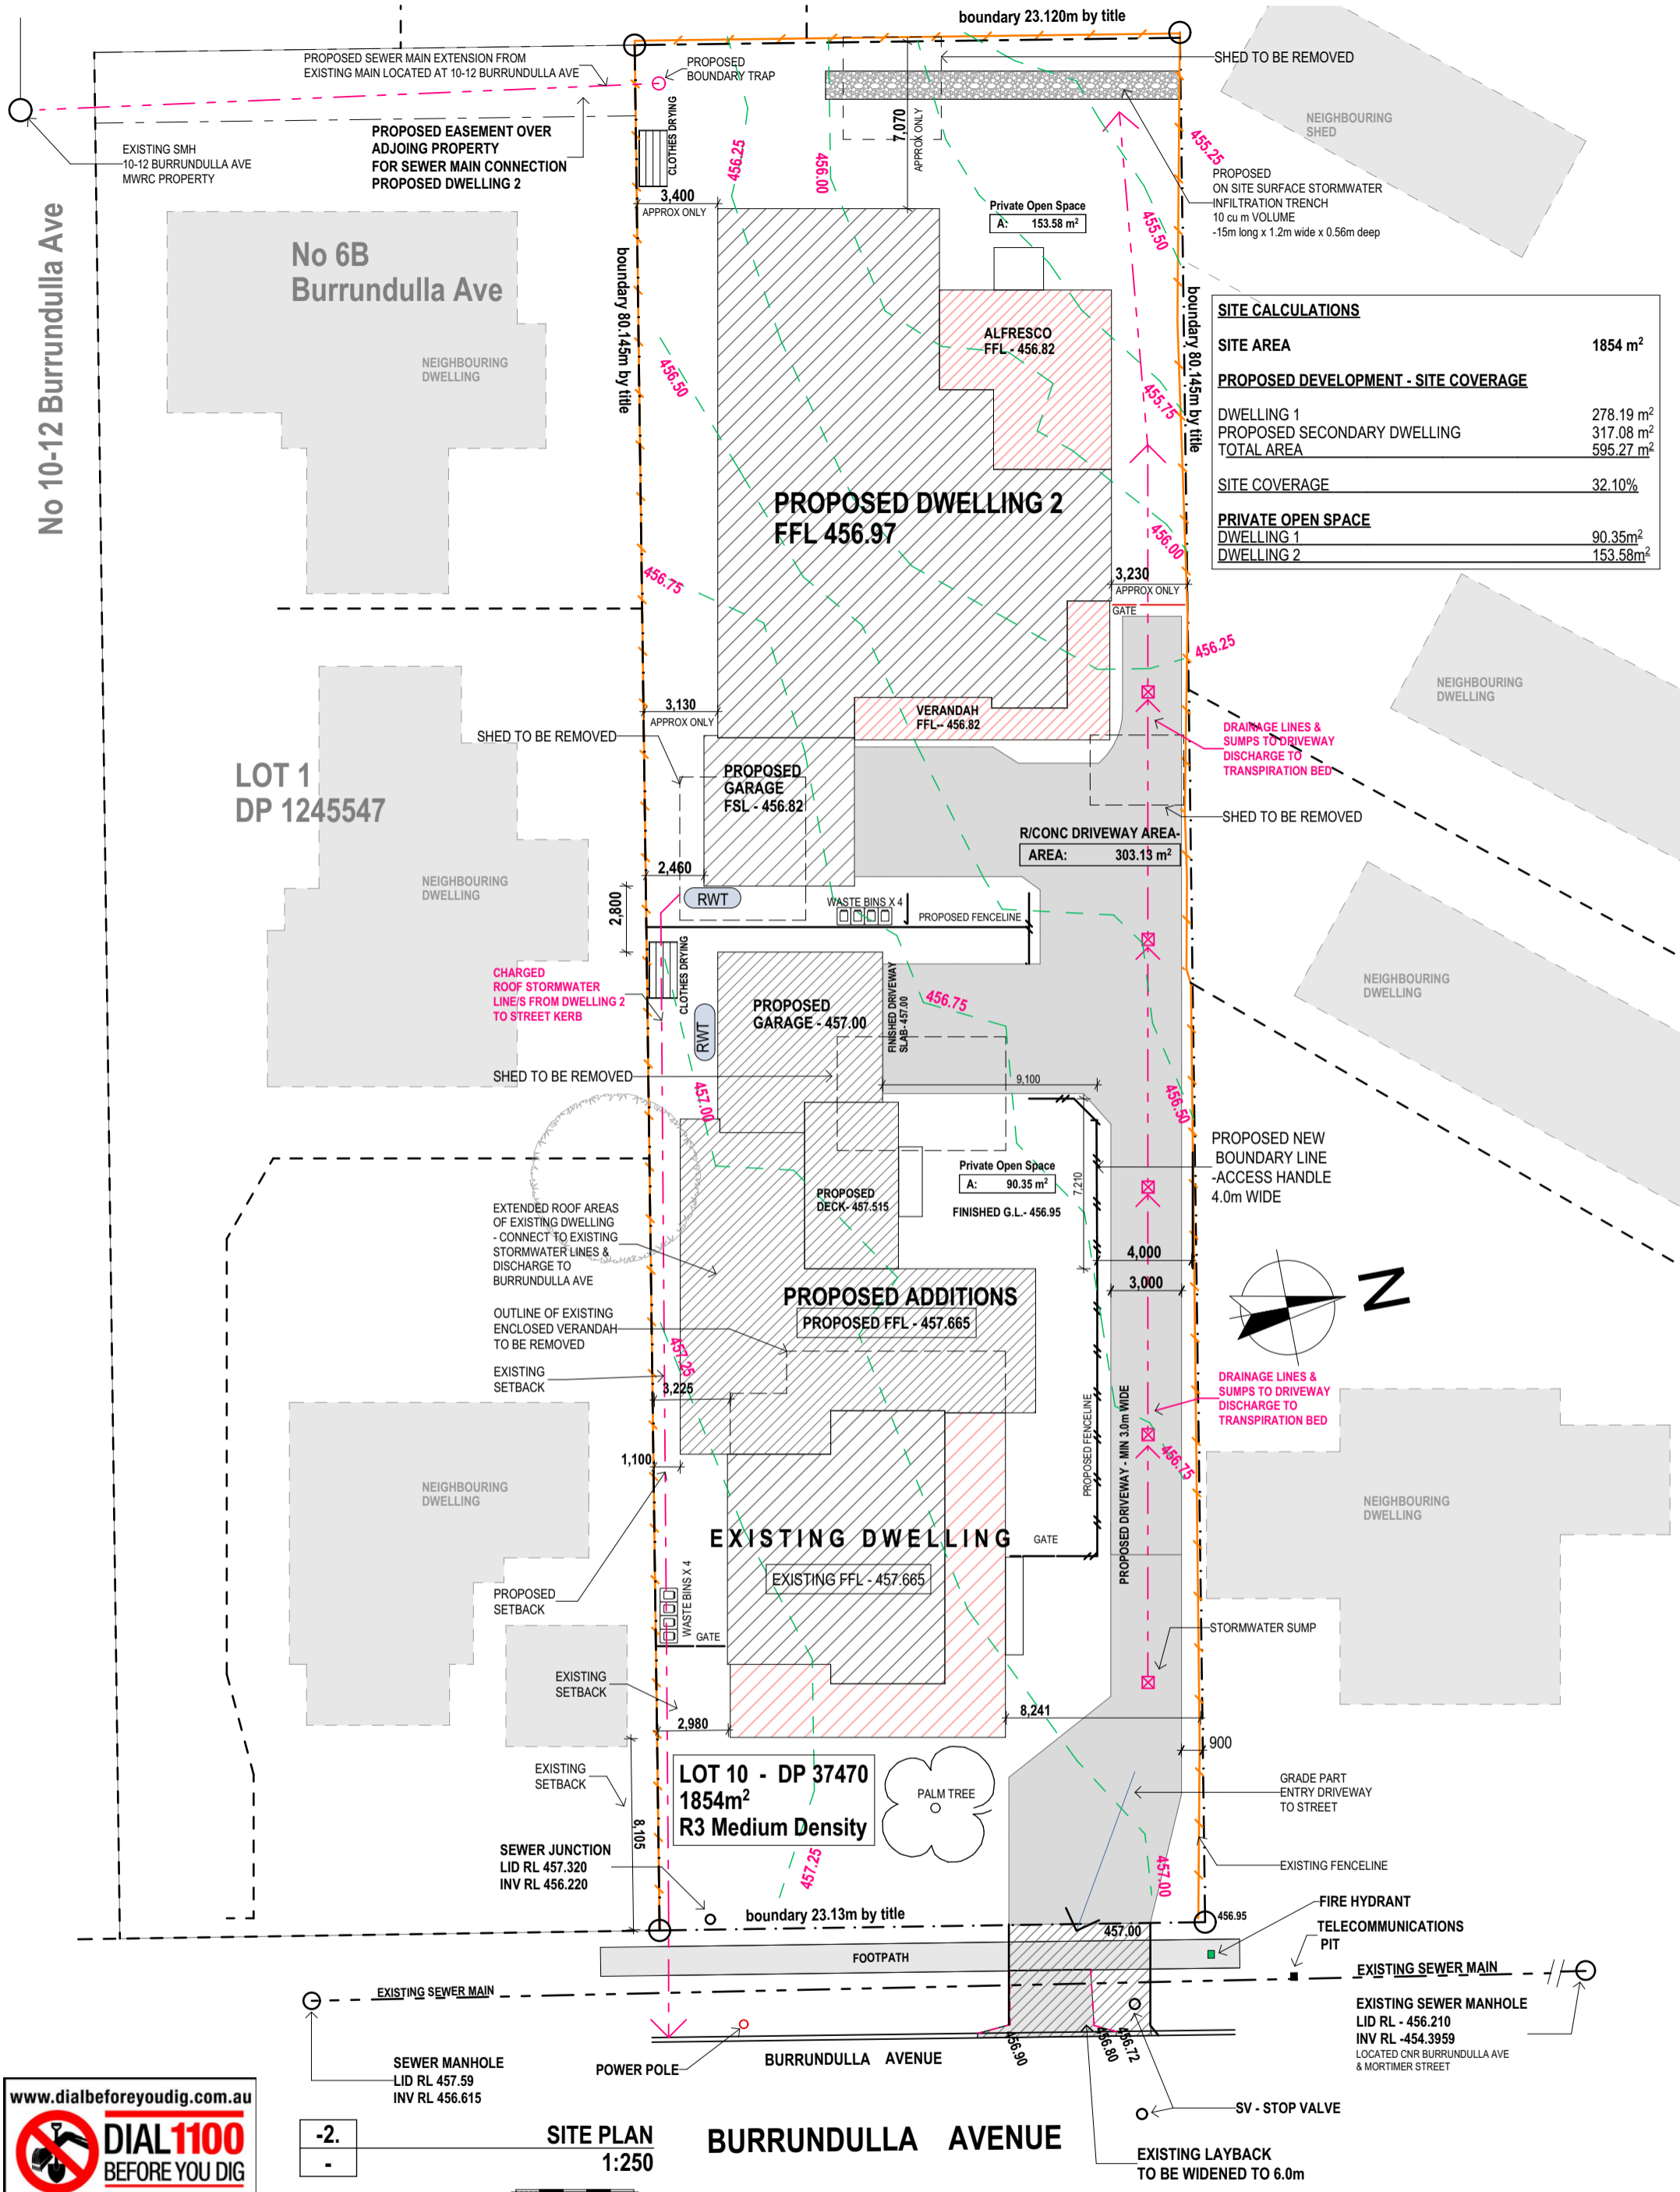 boundary 23.120m by title
PROPOSED SEWER MAIN EXTENSION FROM
EXISTING MAIN LOCATED AT 10-12 BURRUNDULLA AVE
PROPOSED
BOUNDARY TRAP
SHED TO BE REMOVED
EXISTING SMH
10-12 BURRUNDULLA AVE
MWRC PROPERTY
PROPOSED EASEMENT OVER
ADJOING PROPERTY
FOR SEWER MAIN CONNECTION
PROPOSED DWELLING 2
CLOTHES DRYING
7,070
APPROX ONLY
456.25
456.00
455.25
NEIGHBOURING
SHED
PROPOSED
ON SITE SURFACE STORMWATER
INFILTRATION TRENCH
10 cu m VOLUME
-15m long x 1.2m wide x 0.56m deep
3,400
APPROX ONLY
Private Open Space
A: 153.58 m²
455.50
No 10-12 Burrundulla Ave
No 6B
Burrundulla Ave
NEIGHBOURING
DWELLING
boundary 80.145m by title
boundary 80.145m by title
456.50
ALFRESCO
FFL - 456.82
455.75
SITE CALCULATIONS
SITE AREA 1854 m²
PROPOSED DEVELOPMENT - SITE COVERAGE
DWELLING 1 278.19 m²
PROPOSED SECONDARY DWELLING 317.08 m²
TOTAL AREA 595.27 m²
SITE COVERAGE 32.10%
PRIVATE OPEN SPACE
DWELLING 1 90.35m²
DWELLING 2 153.58m²
PROPOSED DWELLING 2
FFL 456.97
456.00
456.75
3,230
APPROX ONLY
GATE
456.25
NEIGHBOURING
DWELLING
3,130
APPROX ONLY
VERANDAH
FFL-- 456.82
SHED TO BE REMOVED
DRAINAGE LINES &
SUMPS TO DRIVEWAY
DISCHARGE TO
TRANSPIRATION BED
LOT 1
DP 1245547
PROPOSED
GARAGE
FSL - 456.82
SHED TO BE REMOVED
R/CONC DRIVEWAY AREA-
AREA: 303.13 m²
NEIGHBOURING
DWELLING
2,460
2,800
RWT
WASTE BINS X 4
PROPOSED FENCELINE
CLOTHES DRYING
CHARGED
ROOF STORMWATER
LINE/S FROM DWELLING 2
TO STREET KERB
RWT
PROPOSED
GARAGE - 457.00
FINISHED DRIVEWAY
SLAB- 457.00
456.75
NEIGHBOURING
DWELLING
SHED TO BE REMOVED
457.00
9,100
456.50
PROPOSED NEW
BOUNDARY LINE
-ACCESS HANDLE
4.0m WIDE
Private Open Space
A: 90.35 m²
FINISHED G.L.- 456.95
7,210
PROPOSED
DECK- 457.515
EXTENDED ROOF AREAS
OF EXISTING DWELLING
- CONNECT TO EXISTING
STORMWATER LINES &
DISCHARGE TO
BURRUNDULLA AVE
4,000
3,000
N
PROPOSED ADDITIONS
PROPOSED FFL - 457.665
OUTLINE OF EXISTING
ENCLOSED VERANDAH
TO BE REMOVED
457.25
EXISTING
SETBACK
3,225
DRAINAGE LINES &
SUMPS TO DRIVEWAY
DISCHARGE TO
TRANSPIRATION BED
PROPOSED FENCELINE
PROPOSED DRIVEWAY - MIN 3.0m WIDE
456.75
1,100
NEIGHBOURING
DWELLING
NEIGHBOURING
DWELLING
EXISTING DWELLING
EXISTING FFL - 457.665
GATE
PROPOSED
SETBACK
WASTE BINS X 4
GATE
STORMWATER SUMP
EXISTING
SETBACK
2,980
8,241
900
EXISTING
SETBACK
8,105
LOT 10 - DP 37470
1854m²
R3 Medium Density
PALM TREE
GRADE PART
ENTRY DRIVEWAY
TO STREET
SEWER JUNCTION
LID RL 457.320
INV RL 456.220
457.25
457.00
EXISTING FENCELINE
boundary 23.13m by title
456.95
457.00
FIRE HYDRANT
TELECOMMUNICATIONS
PIT
FOOTPATH
EXISTING SEWER MAIN
EXISTING SEWER MAIN
EXISTING SEWER MANHOLE
LID RL - 456.210
INV RL -454.3959
LOCATED CNR BURRUNDULLA AVE
& MORTIMER STREET
456.90
456.80
456.72
SEWER MANHOLE
LID RL 457.59
INV RL 456.615
POWER POLE
BURRUNDULLA AVENUE
SV - STOP VALVE
www.dialbeforeyoudig.com.au
DIAL1100
BEFORE YOU DIG
-2.
-
SITE PLAN
1:250
BURRUNDULLA AVENUE
EXISTING LAYBACK
TO BE WIDENED TO 6.0m